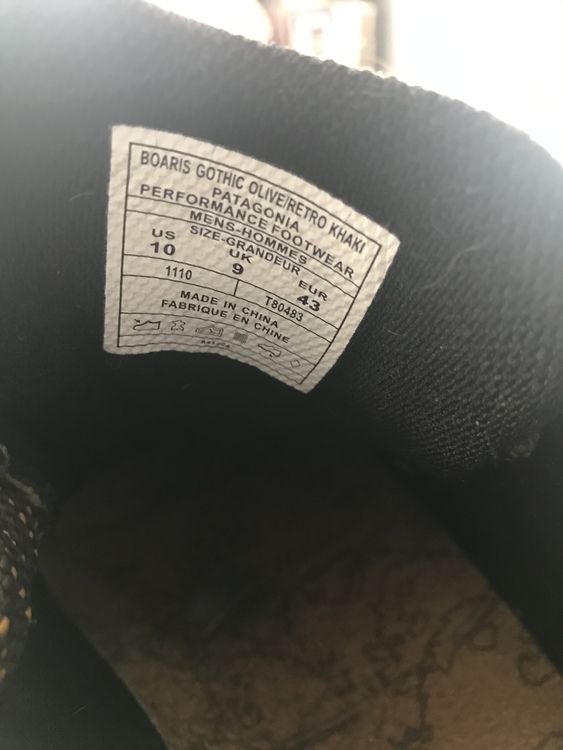 BOARIS GOTHIC OLIVE/RETRO KHAKI
PATAGONIA
PERFORMANCE FOOTWEAR
MENS-HOMMES
SIZE-GRANDEUR
US UK EUR
10 9 43
1110 T80483
MADE IN CHINA
FABRIQUE EN CHINE